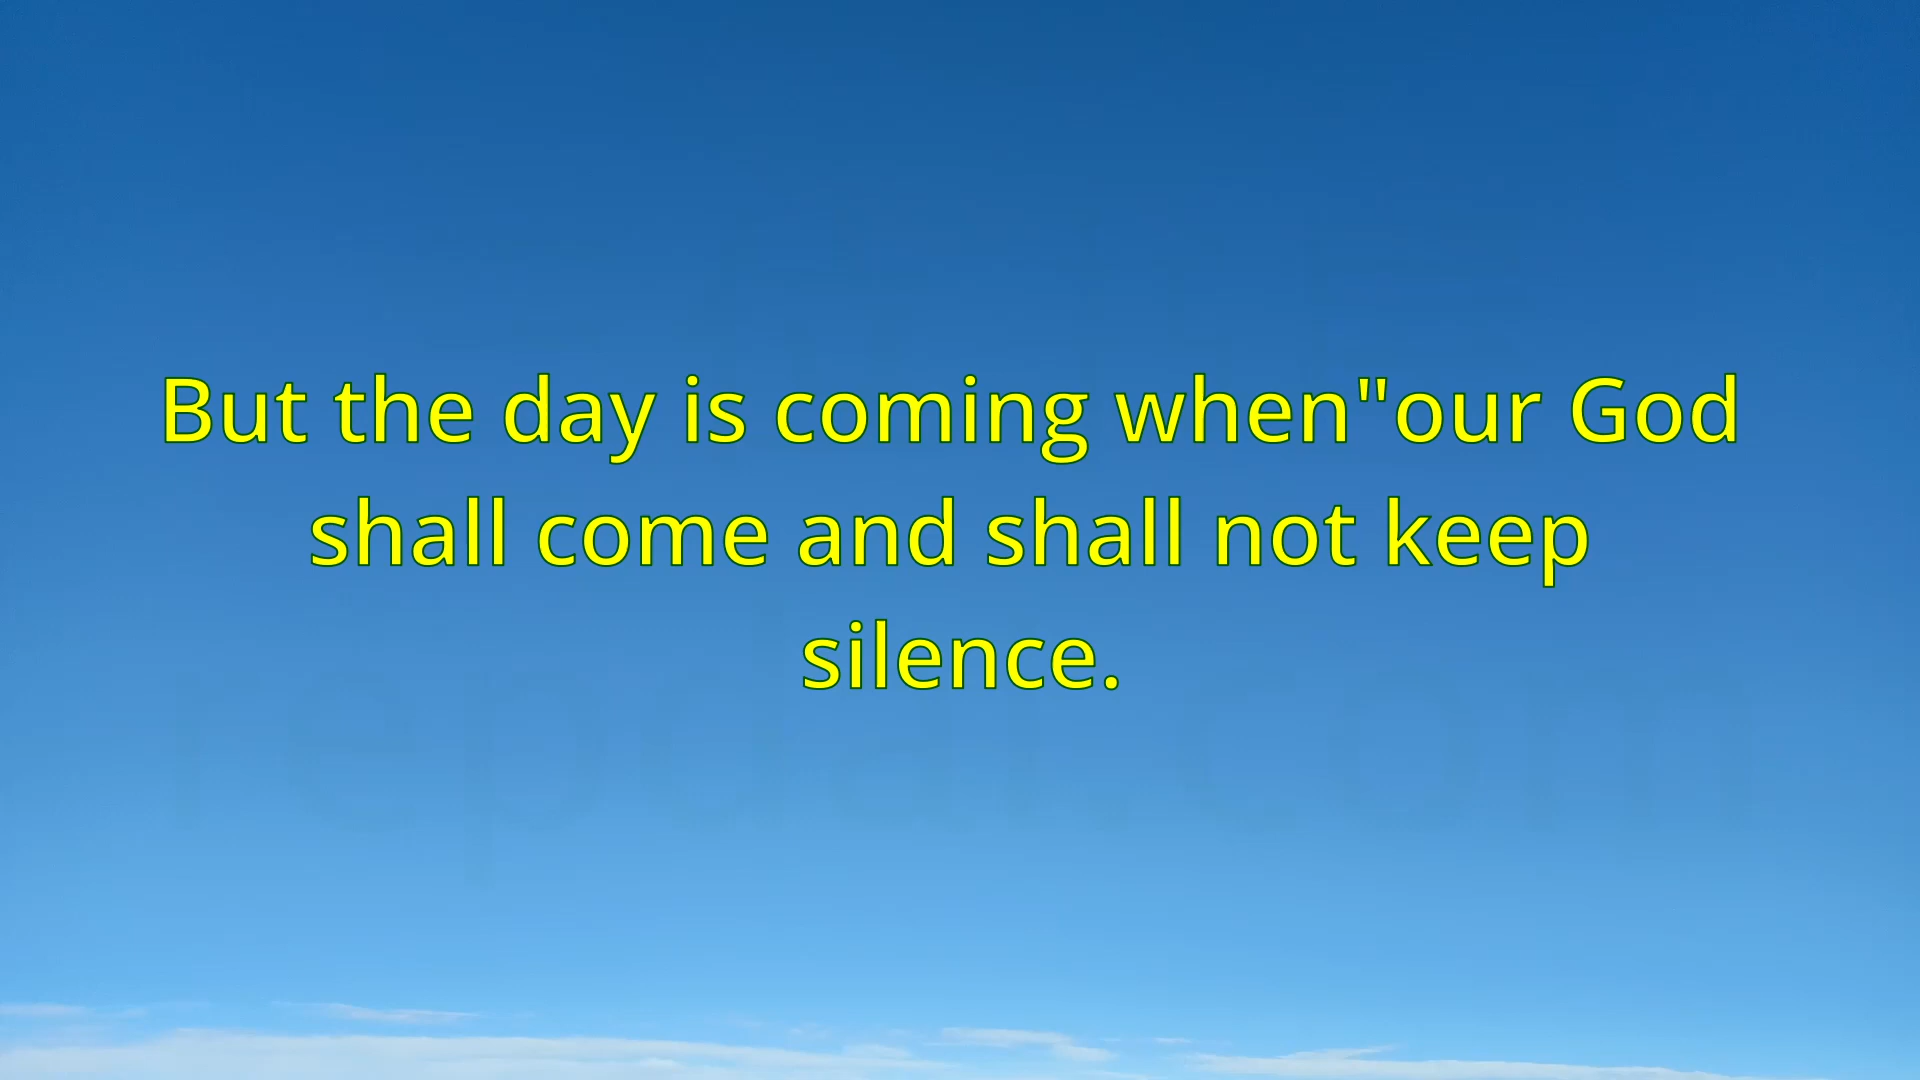 But the day is coming when"our God
shall come and shall not keep
silence.